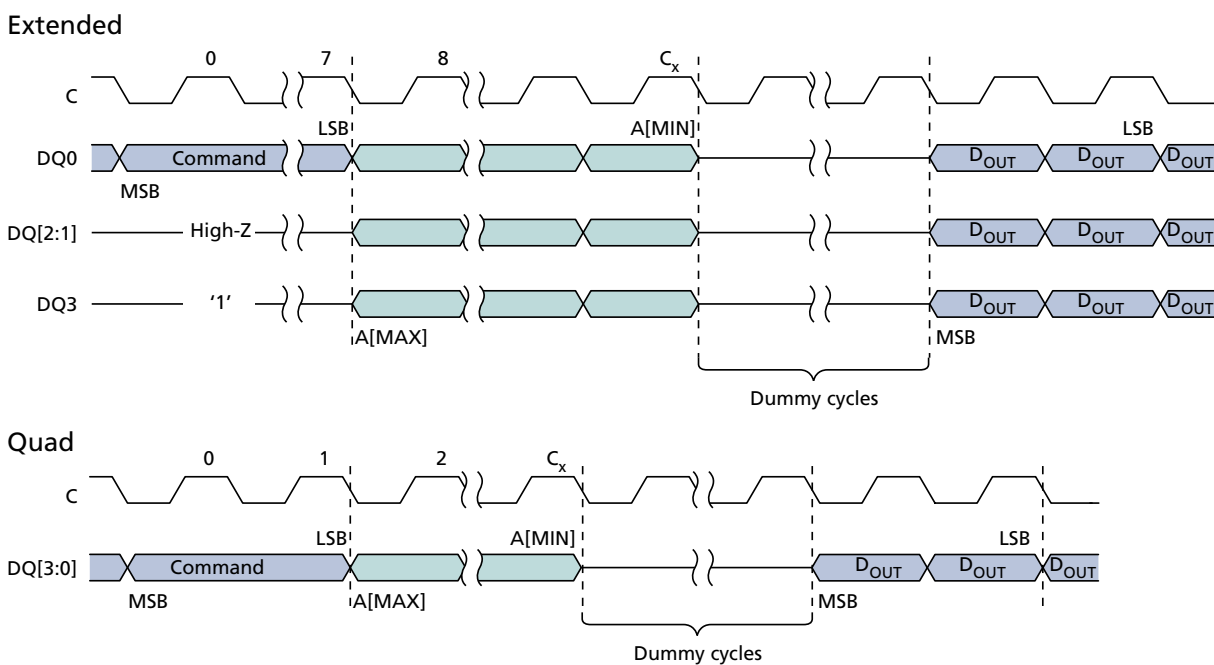 Extended
0 7 8 Cx
C
LSB A[MIN] LSB
DQ0 Command DOUT DOUT DOUT
MSB
DQ[2:1] High-Z DOUT DOUT DOUT
DQ3 '1' DOUT DOUT DOUT
A[MAX] MSB
Dummy cycles
Quad
0 1 2 Cx
C
LSB A[MIN] LSB
DQ[3:0] Command DOUT DOUT DOUT
MSB A[MAX] MSB
Dummy cycles